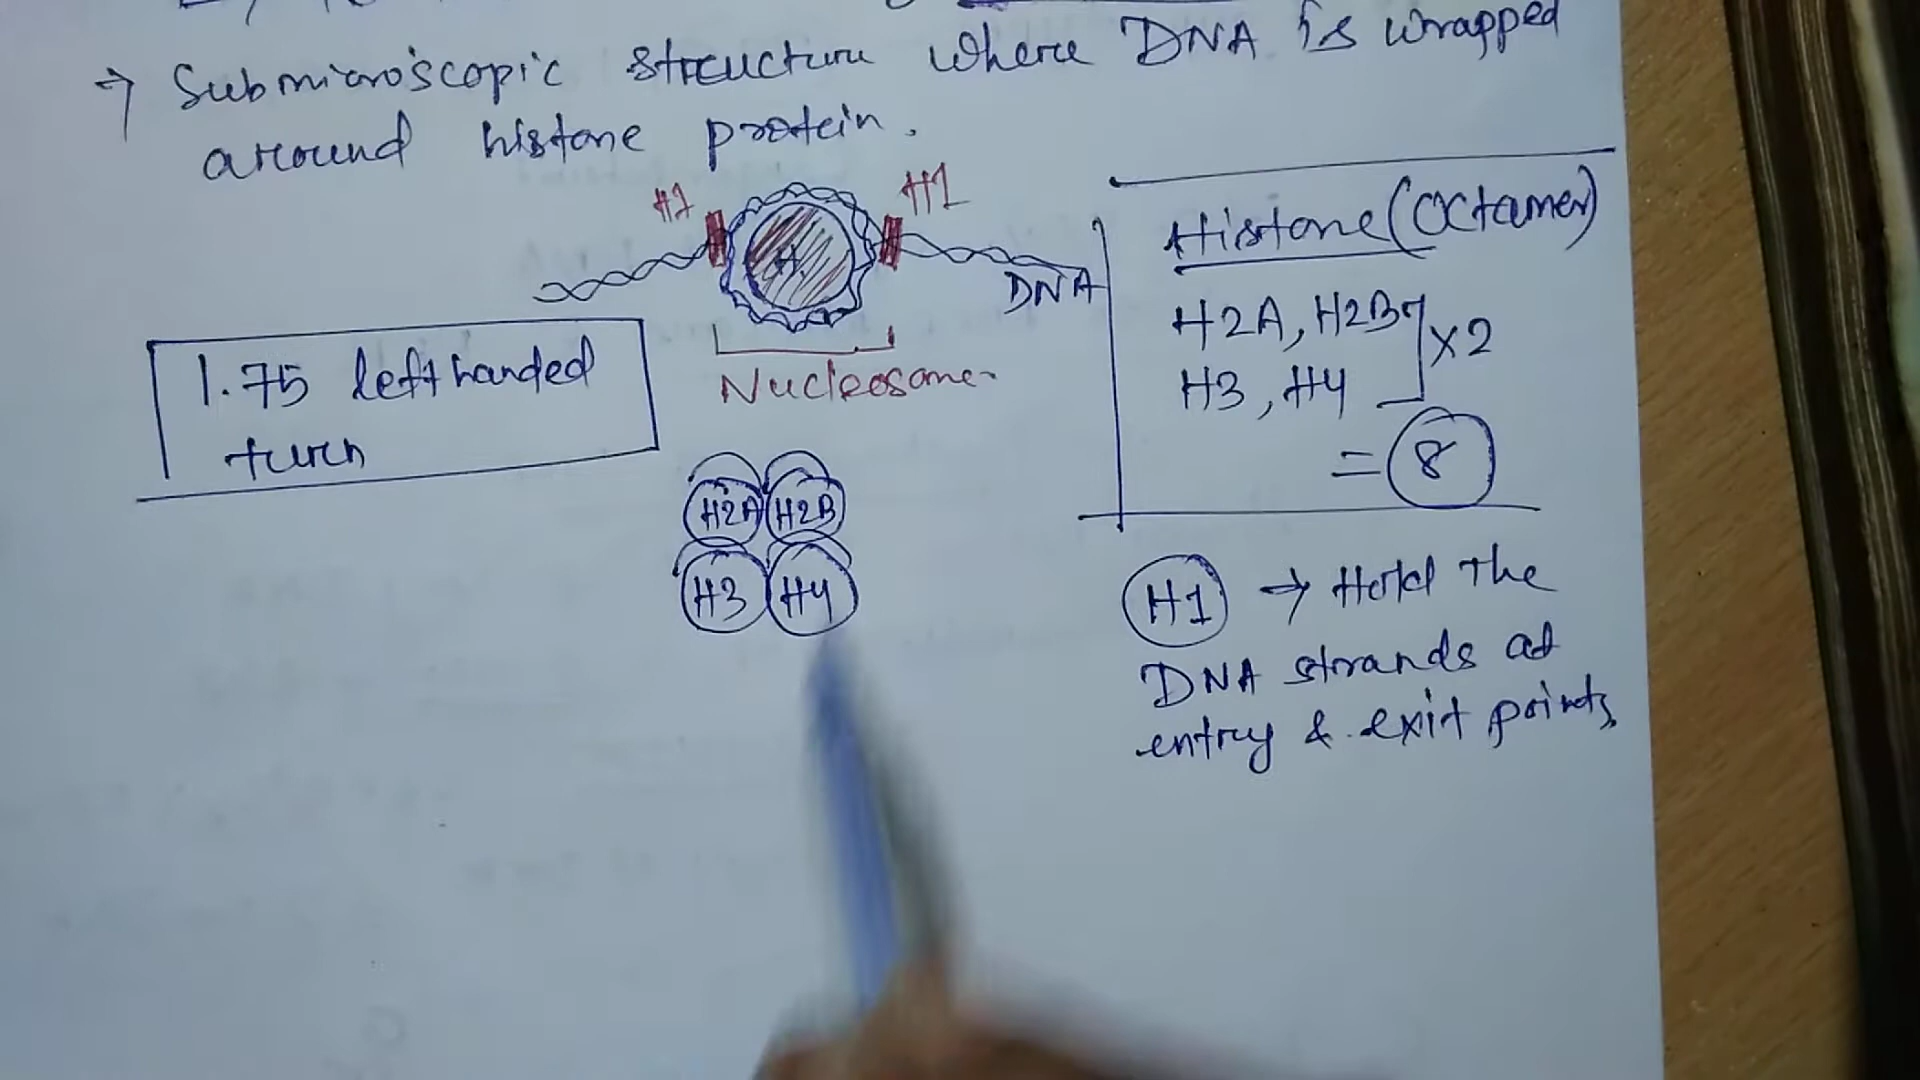 → Submicroscopic structure where DNA is wrapped
around histone protein.
H1
H1
H
DNA
Nucleosome
1.75 left handed
turn
Histone (Octamer)
H2A, H2B
H3, H4
x2
= 8
H2A H2B
H3 H4
H1 → Hold the
DNA strands at
entry & exit points